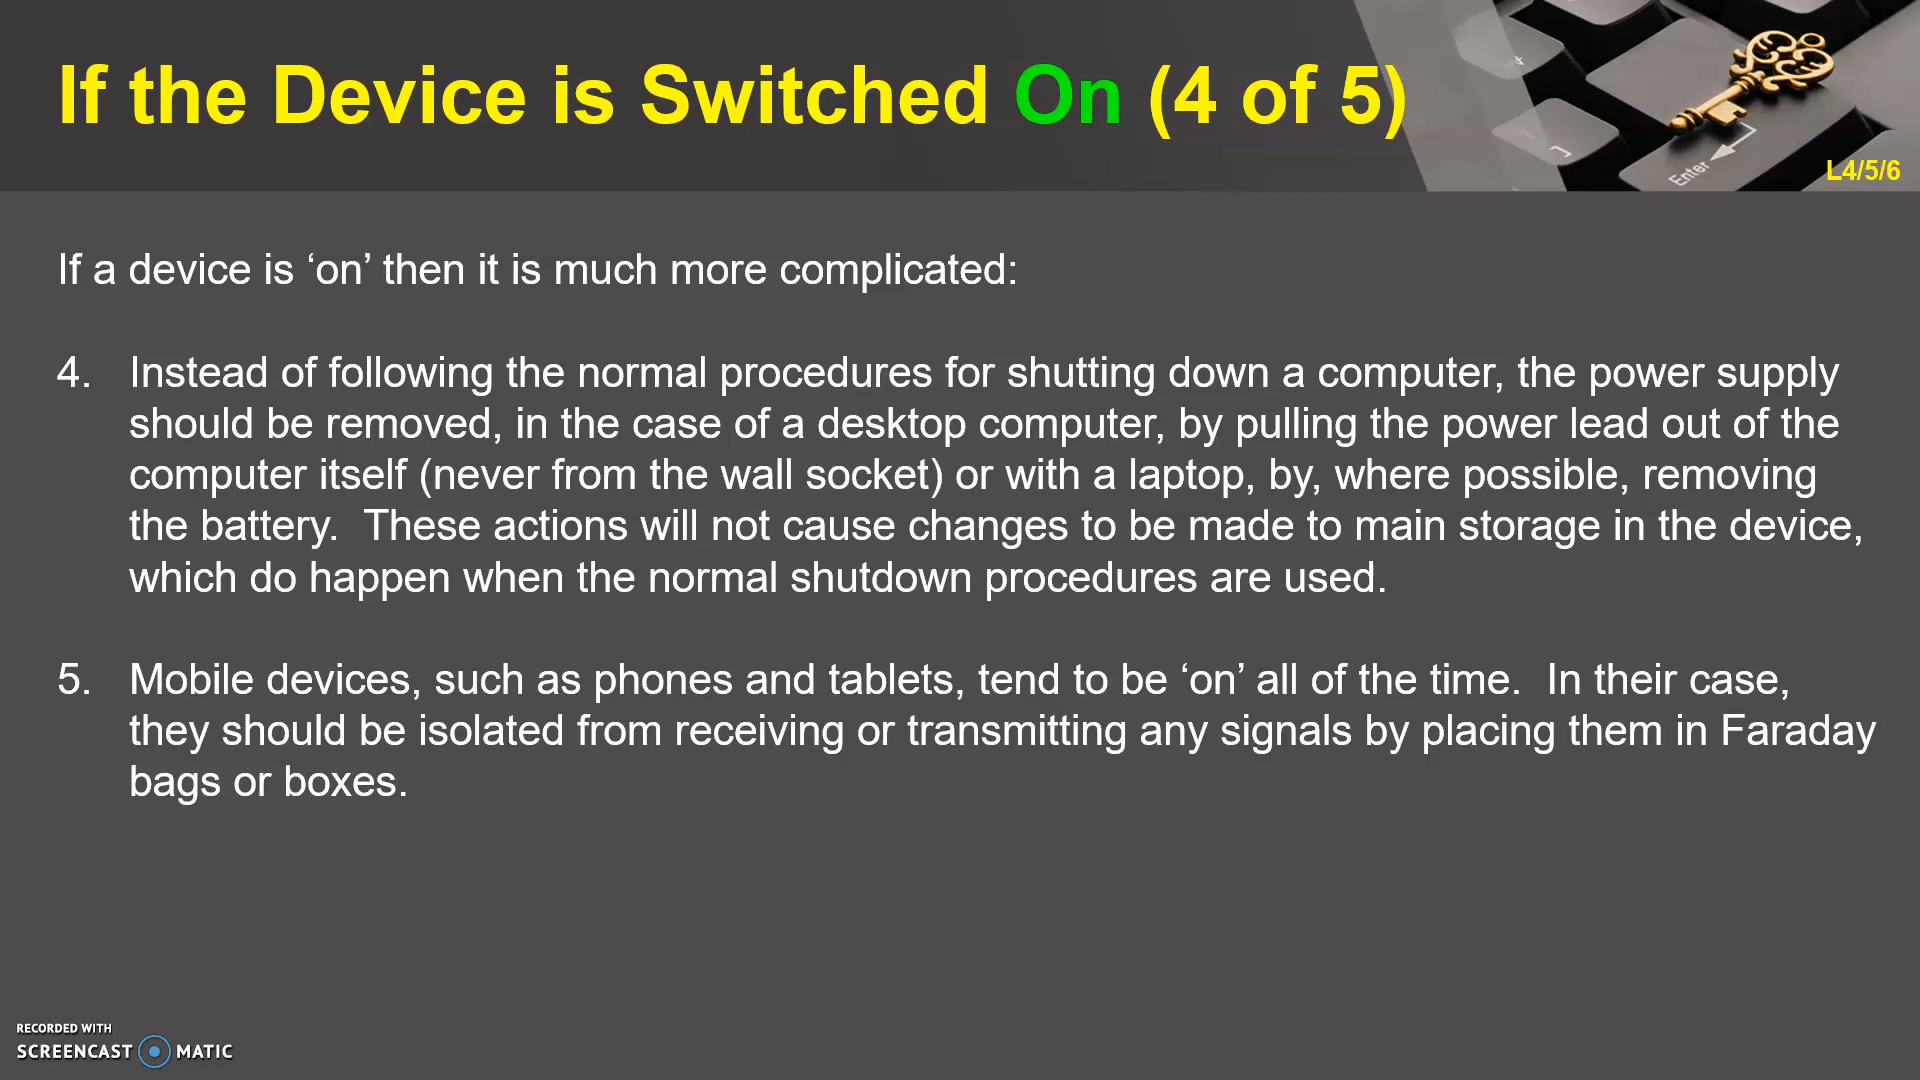 If the Device is Switched On (4 of 5)
Enter
L4/5/6
If a device is ‘on’ then it is much more complicated:
4. Instead of following the normal procedures for shutting down a computer, the power supply
should be removed, in the case of a desktop computer, by pulling the power lead out of the
computer itself (never from the wall socket) or with a laptop, by, where possible, removing
the battery.  These actions will not cause changes to be made to main storage in the device,
which do happen when the normal shutdown procedures are used.
5. Mobile devices, such as phones and tablets, tend to be ‘on’ all of the time.  In their case,
they should be isolated from receiving or transmitting any signals by placing them in Faraday
bags or boxes.
RECORDED WITH
SCREENCAST MATIC